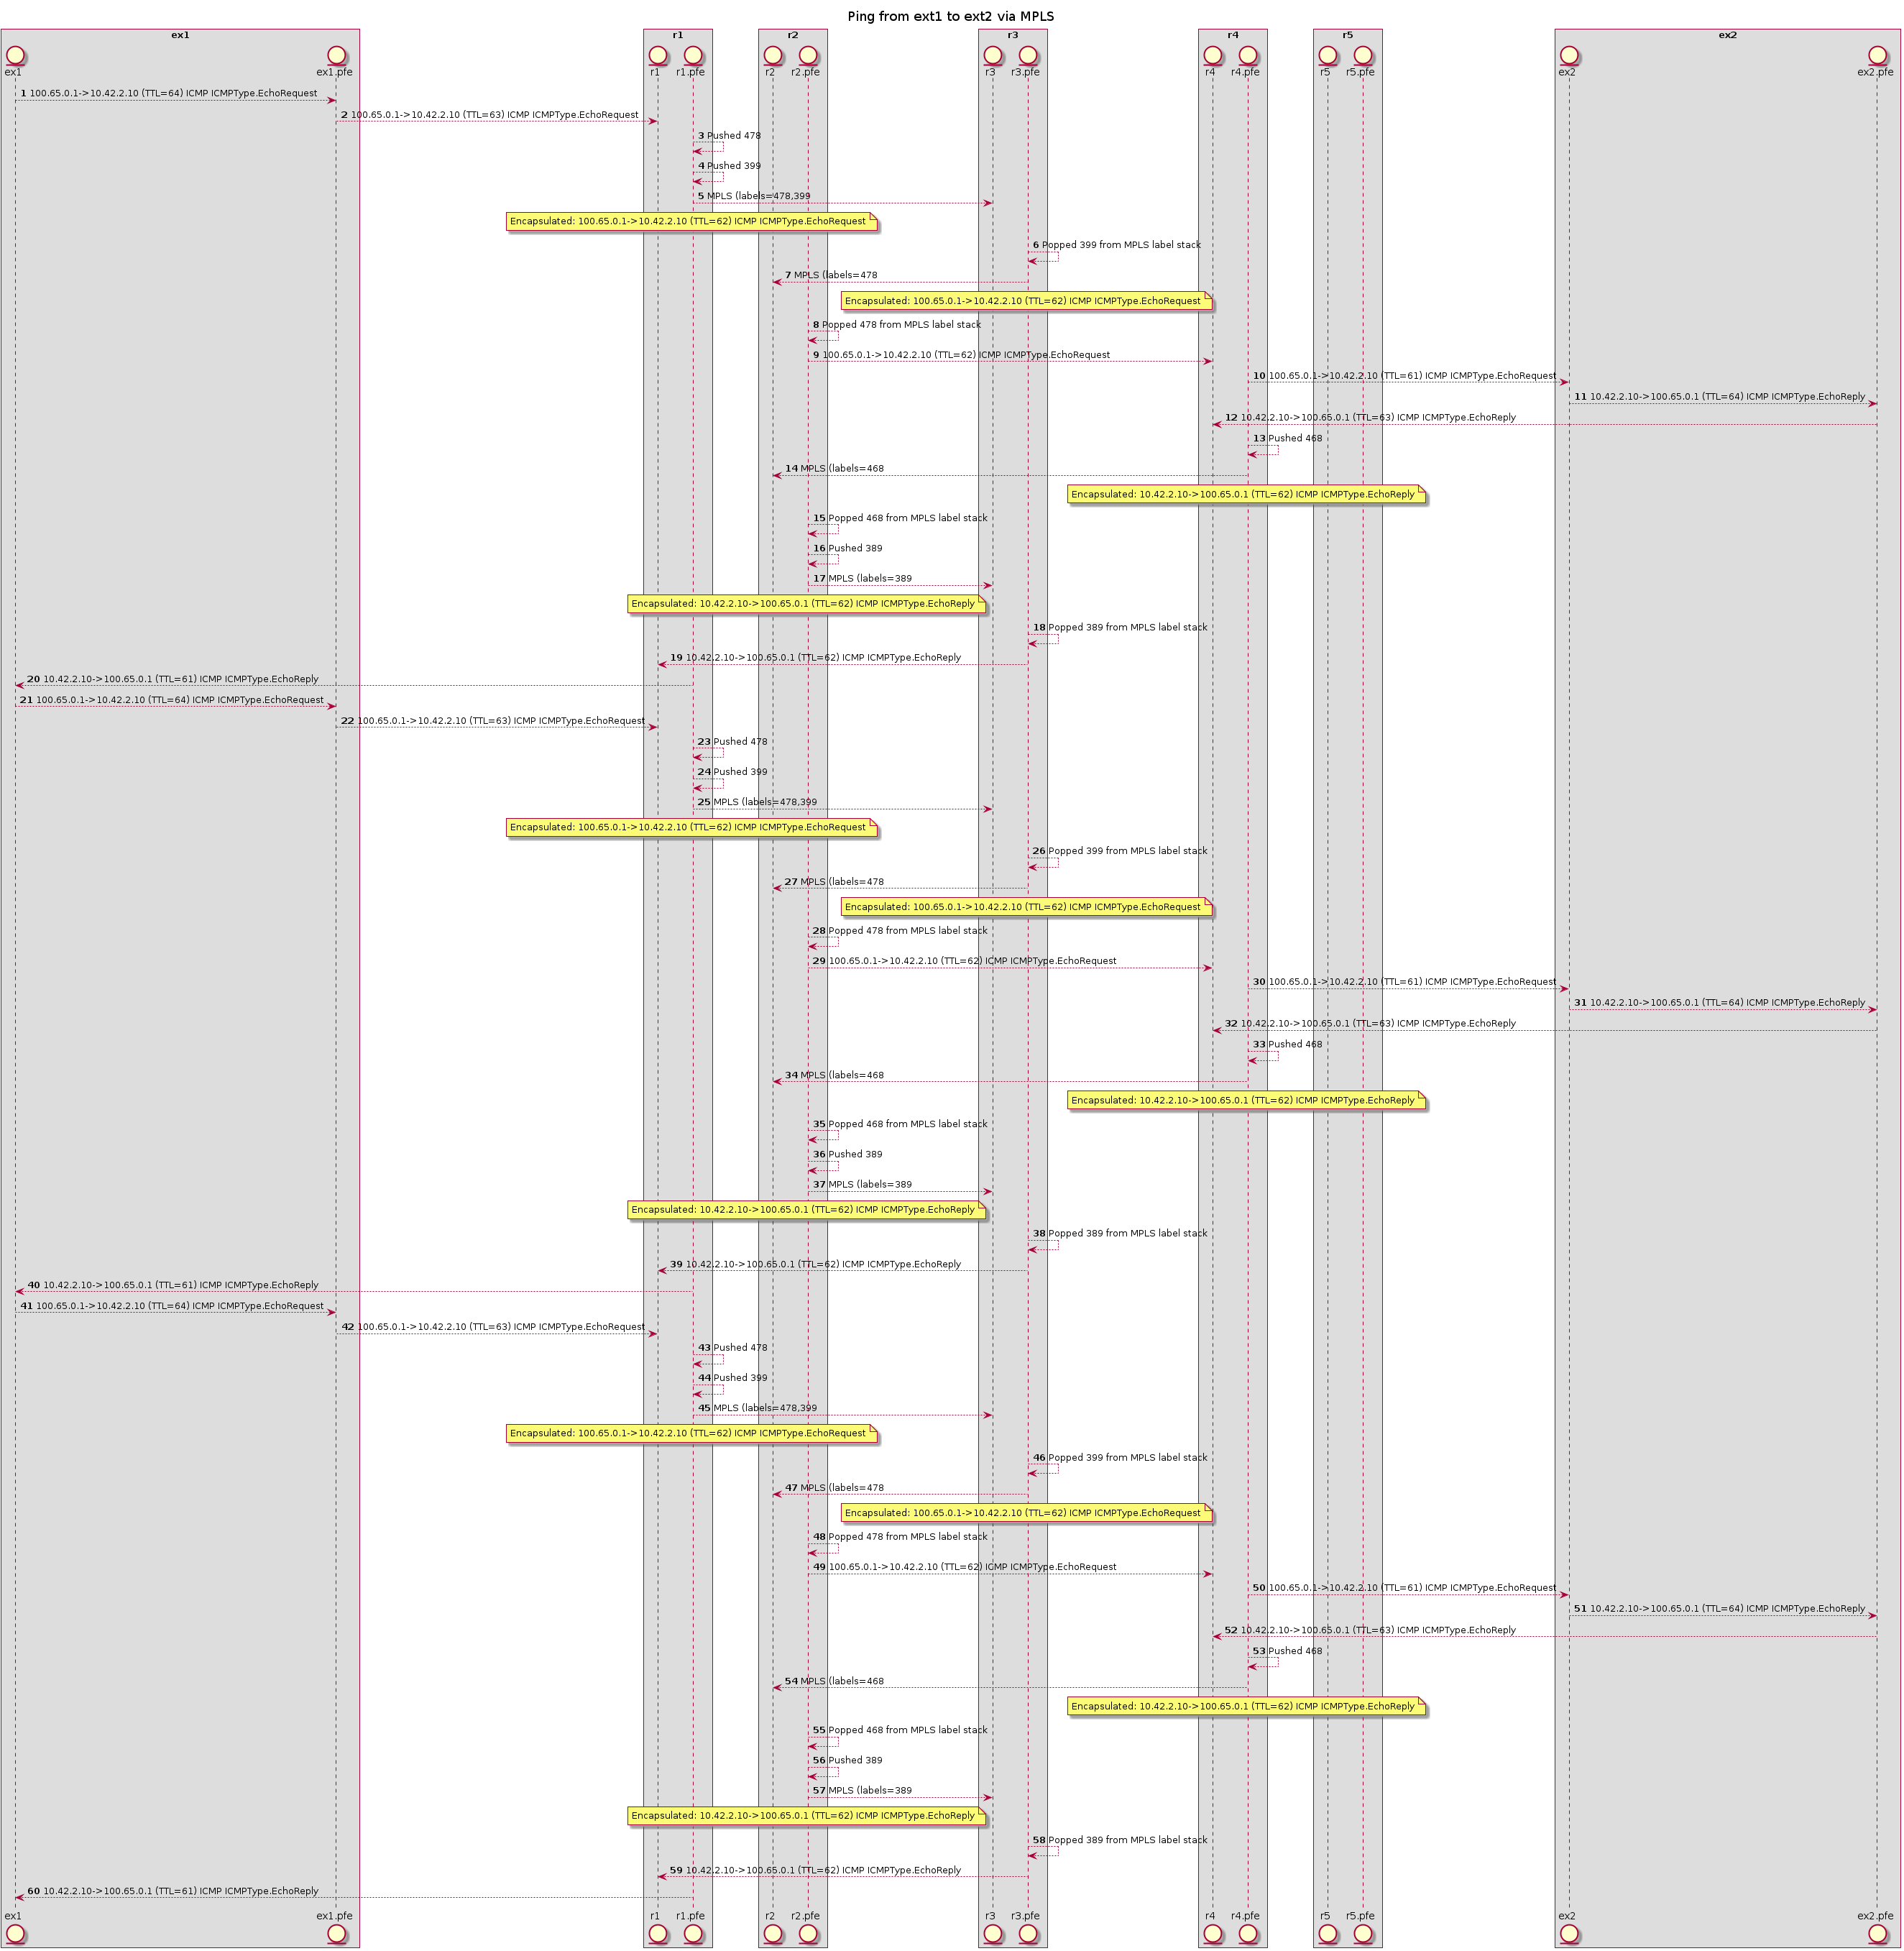 Ping from ext1 to ext2 via MPLS
ex1 r1 r2 r3 r4 r5 ex2
ex1 ex1.pfe r1 r1.pfe r2 r2.pfe r3 r3.pfe r4 r4.pfe r5 r5.pfe ex2 ex2.pfe
1 100.65.0.1->10.42.2.10 (TTL=64) ICMP ICMPType.EchoRequest
2 100.65.0.1->10.42.2.10 (TTL=63) ICMP ICMPType.EchoRequest
3 Pushed 478
4 Pushed 399
5 MPLS (labels=478,399
Encapsulated: 100.65.0.1->10.42.2.10 (TTL=62) ICMP ICMPType.EchoRequest
6 Popped 399 from MPLS label stack
7 MPLS (labels=478
Encapsulated: 100.65.0.1->10.42.2.10 (TTL=62) ICMP ICMPType.EchoRequest
8 Popped 478 from MPLS label stack
9 100.65.0.1->10.42.2.10 (TTL=62) ICMP ICMPType.EchoRequest
10 100.65.0.1->10.42.2.10 (TTL=61) ICMP ICMPType.EchoRequest
11 10.42.2.10->100.65.0.1 (TTL=64) ICMP ICMPType.EchoReply
12 10.42.2.10->100.65.0.1 (TTL=63) ICMP ICMPType.EchoReply
13 Pushed 468
14 MPLS (labels=468
Encapsulated: 10.42.2.10->100.65.0.1 (TTL=62) ICMP ICMPType.EchoReply
15 Popped 468 from MPLS label stack
16 Pushed 389
17 MPLS (labels=389
Encapsulated: 10.42.2.10->100.65.0.1 (TTL=62) ICMP ICMPType.EchoReply
18 Popped 389 from MPLS label stack
19 10.42.2.10->100.65.0.1 (TTL=62) ICMP ICMPType.EchoReply
20 10.42.2.10->100.65.0.1 (TTL=61) ICMP ICMPType.EchoReply
21 100.65.0.1->10.42.2.10 (TTL=64) ICMP ICMPType.EchoRequest
22 100.65.0.1->10.42.2.10 (TTL=63) ICMP ICMPType.EchoRequest
23 Pushed 478
24 Pushed 399
25 MPLS (labels=478,399
Encapsulated: 100.65.0.1->10.42.2.10 (TTL=62) ICMP ICMPType.EchoRequest
26 Popped 399 from MPLS label stack
27 MPLS (labels=478
Encapsulated: 100.65.0.1->10.42.2.10 (TTL=62) ICMP ICMPType.EchoRequest
28 Popped 478 from MPLS label stack
29 100.65.0.1->10.42.2.10 (TTL=62) ICMP ICMPType.EchoRequest
30 100.65.0.1->10.42.2.10 (TTL=61) ICMP ICMPType.EchoRequest
31 10.42.2.10->100.65.0.1 (TTL=64) ICMP ICMPType.EchoReply
32 10.42.2.10->100.65.0.1 (TTL=63) ICMP ICMPType.EchoReply
33 Pushed 468
34 MPLS (labels=468
Encapsulated: 10.42.2.10->100.65.0.1 (TTL=62) ICMP ICMPType.EchoReply
35 Popped 468 from MPLS label stack
36 Pushed 389
37 MPLS (labels=389
Encapsulated: 10.42.2.10->100.65.0.1 (TTL=62) ICMP ICMPType.EchoReply
38 Popped 389 from MPLS label stack
39 10.42.2.10->100.65.0.1 (TTL=62) ICMP ICMPType.EchoReply
40 10.42.2.10->100.65.0.1 (TTL=61) ICMP ICMPType.EchoReply
41 100.65.0.1->10.42.2.10 (TTL=64) ICMP ICMPType.EchoRequest
42 100.65.0.1->10.42.2.10 (TTL=63) ICMP ICMPType.EchoRequest
43 Pushed 478
44 Pushed 399
45 MPLS (labels=478,399
Encapsulated: 100.65.0.1->10.42.2.10 (TTL=62) ICMP ICMPType.EchoRequest
46 Popped 399 from MPLS label stack
47 MPLS (labels=478
Encapsulated: 100.65.0.1->10.42.2.10 (TTL=62) ICMP ICMPType.EchoRequest
48 Popped 478 from MPLS label stack
49 100.65.0.1->10.42.2.10 (TTL=62) ICMP ICMPType.EchoRequest
50 100.65.0.1->10.42.2.10 (TTL=61) ICMP ICMPType.EchoRequest
51 10.42.2.10->100.65.0.1 (TTL=64) ICMP ICMPType.EchoReply
52 10.42.2.10->100.65.0.1 (TTL=63) ICMP ICMPType.EchoReply
53 Pushed 468
54 MPLS (labels=468
Encapsulated: 10.42.2.10->100.65.0.1 (TTL=62) ICMP ICMPType.EchoReply
55 Popped 468 from MPLS label stack
56 Pushed 389
57 MPLS (labels=389
Encapsulated: 10.42.2.10->100.65.0.1 (TTL=62) ICMP ICMPType.EchoReply
58 Popped 389 from MPLS label stack
59 10.42.2.10->100.65.0.1 (TTL=62) ICMP ICMPType.EchoReply
60 10.42.2.10->100.65.0.1 (TTL=61) ICMP ICMPType.EchoReply
ex1 ex1.pfe r1 r1.pfe r2 r2.pfe r3 r3.pfe r4 r4.pfe r5 r5.pfe ex2 ex2.pfe